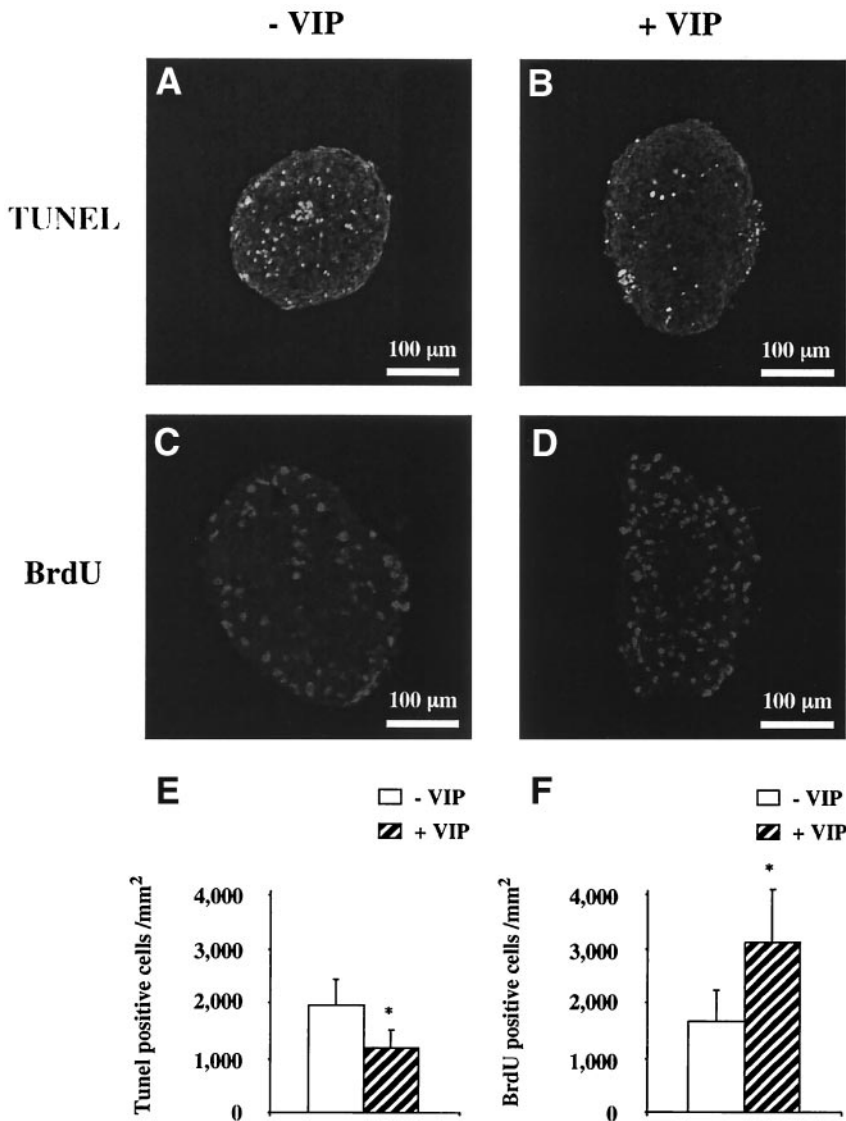 - VIP
+ VIP
TUNEL
A
100 μm
B
100 μm
BrdU
C
100 μm
D
100 μm
E
- VIP
+ VIP
Tunel positive cells /mm²
4,000
3,000
2,000
1,000
0
*
F
- VIP
+ VIP
BrdU positive cells /mm²
4,000
3,000
2,000
1,000
0
*